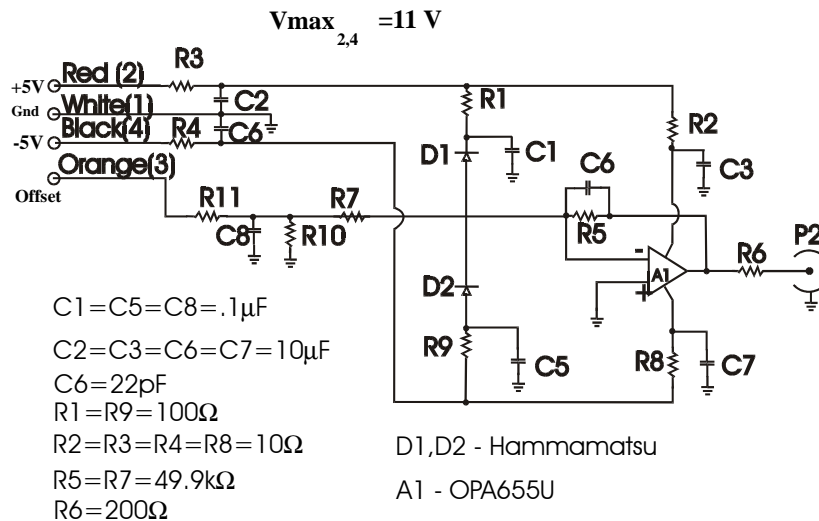 Vmax 2,4 =11 V
R3
+5V Red (2)
C2
R1
Gnd White(1)
R2
-5V Black(4) R4 C6
D1 C1
C6 C3
Orange(3)
Offset
R11 R7
R5
C8 R10
P2
R6
-
A1
+
D2
C1=C5=C8=.1μF
R9
C5
R8 C7
C2=C3=C6=C7=10μF
C6=22pF
R1=R9=100Ω
R2=R3=R4=R8=10Ω
D1,D2 - Hammamatsu
R5=R7=49.9kΩ
A1 - OPA655U
R6=200Ω